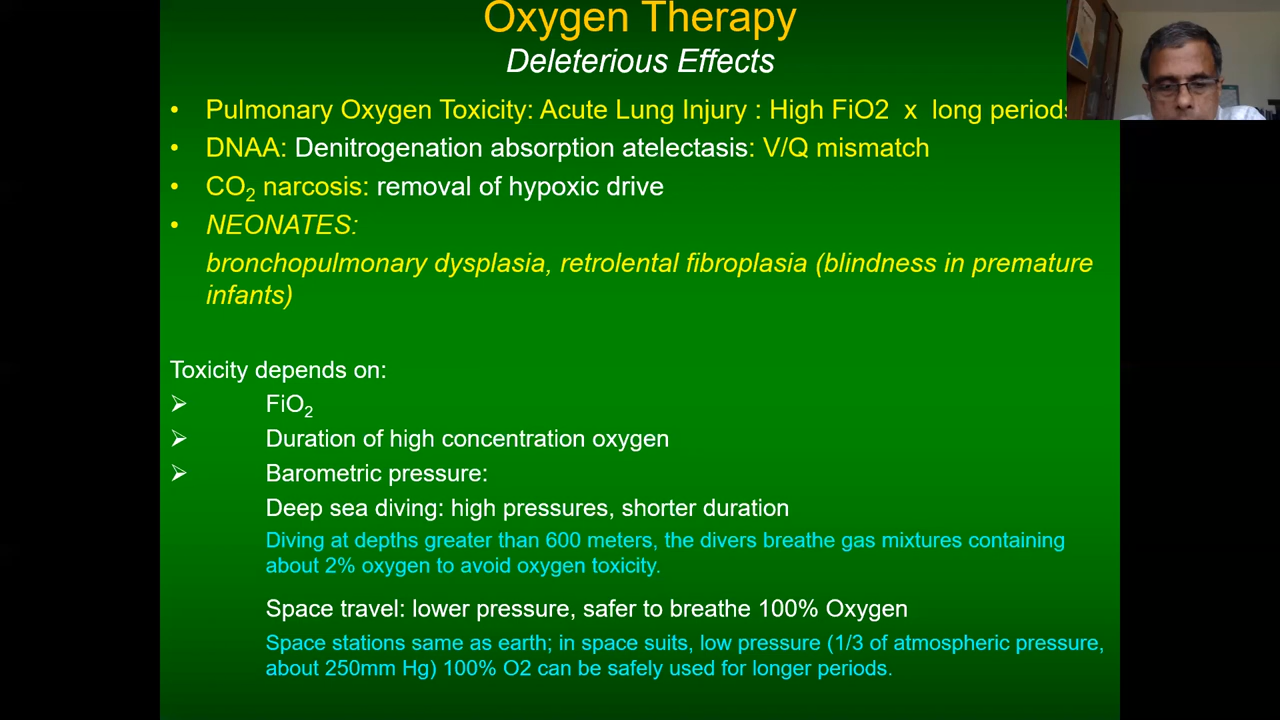 Oxygen Therapy
Deleterious Effects
• Pulmonary Oxygen Toxicity: Acute Lung Injury : High FiO2 x long periods
• DNAA: Denitrogenation absorption atelectasis: V/Q mismatch
• CO2 narcosis: removal of hypoxic drive
• NEONATES:
bronchopulmonary dysplasia, retrolental fibroplasia (blindness in premature
infants)
Toxicity depends on:
➢ FiO2
➢ Duration of high concentration oxygen
➢ Barometric pressure:
Deep sea diving: high pressures, shorter duration
Diving at depths greater than 600 meters, the divers breathe gas mixtures containing
about 2% oxygen to avoid oxygen toxicity.
Space travel: lower pressure, safer to breathe 100% Oxygen
Space stations same as earth; in space suits, low pressure (1/3 of atmospheric pressure,
about 250mm Hg) 100% O2 can be safely used for longer periods.